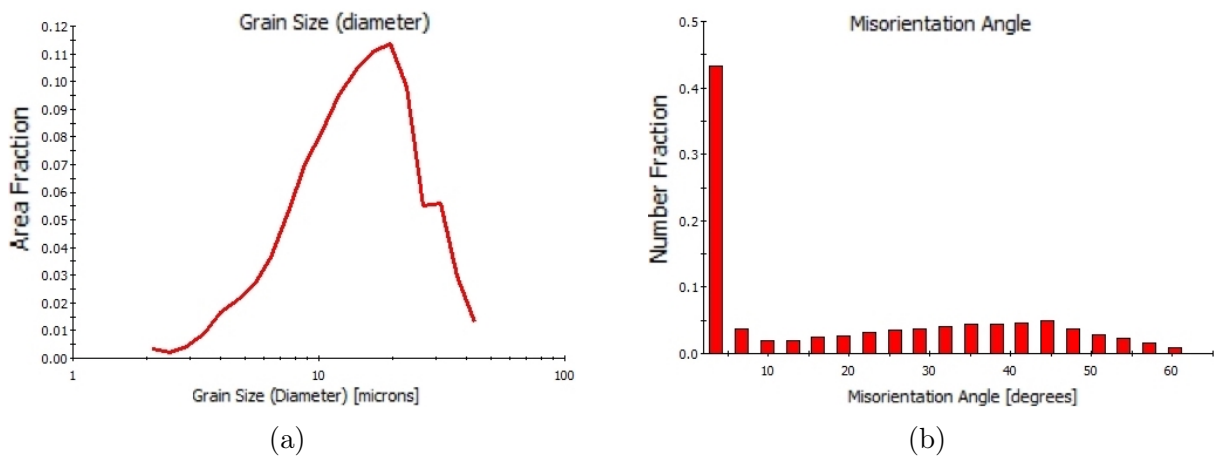 Grain Size (diameter)
Area Fraction
0.12
0.11
0.10
0.09
0.08
0.07
0.06
0.05
0.04
0.03
0.02
0.01
0.00
1 10 100
Grain Size (Diameter) [microns]
(a)
Misorientation Angle
Number Fraction
0.5
0.4
0.3
0.2
0.1
0.0
10 20 30 40 50 60
Misorientation Angle [degrees]
(b)